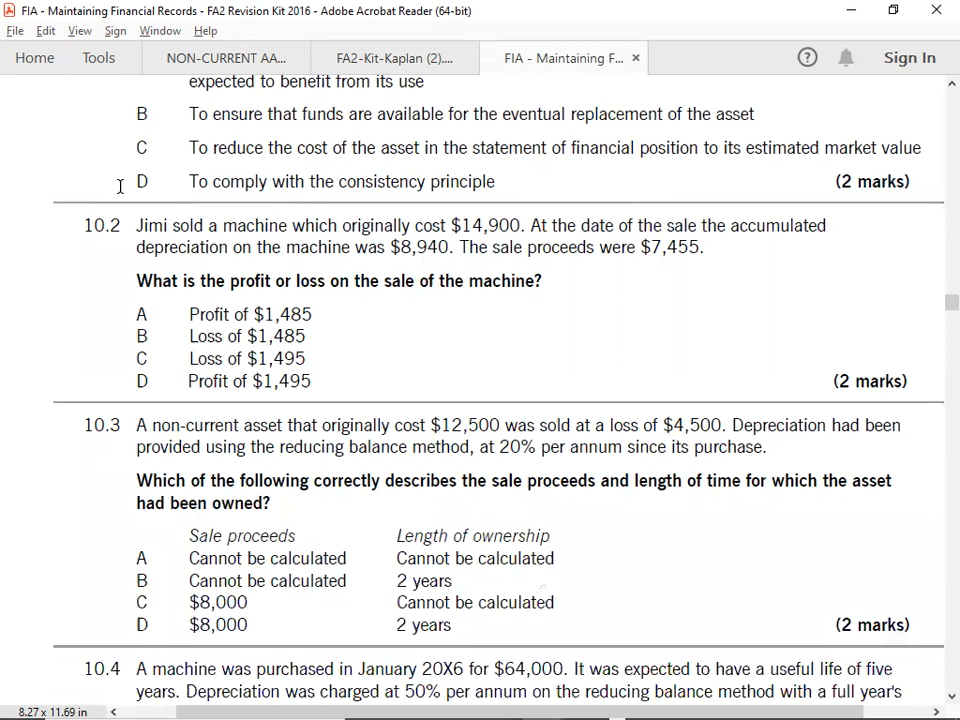 FIA - Maintaining Financial Records - FA2 Revision Kit 2016 - Adobe Acrobat Reader (64-bit)
File Edit View Sign Window Help
Home Tools NON-CURRENT AA... FA2-Kit-Kaplan (2).... FIA - Maintaining F... × Sign In
expected to benefit from its use
B To ensure that funds are available for the eventual replacement of the asset
C To reduce the cost of the asset in the statement of financial position to its estimated market value
D To comply with the consistency principle (2 marks)
10.2 Jimi sold a machine which originally cost $14,900. At the date of the sale the accumulated
depreciation on the machine was $8,940. The sale proceeds were $7,455.
What is the profit or loss on the sale of the machine?
A Profit of $1,485
B Loss of $1,485
C Loss of $1,495
D Profit of $1,495 (2 marks)
10.3 A non-current asset that originally cost $12,500 was sold at a loss of $4,500. Depreciation had been
provided using the reducing balance method, at 20% per annum since its purchase.
Which of the following correctly describes the sale proceeds and length of time for which the asset
had been owned?
Sale proceeds Length of ownership
A Cannot be calculated Cannot be calculated
B Cannot be calculated 2 years
C $8,000 Cannot be calculated
D $8,000 2 years (2 marks)
10.4 A machine was purchased in January 20X6 for $64,000. It was expected to have a useful life of five
years. Depreciation was charged at 50% per annum on the reducing balance method with a full year's
8.27 x 11.69 in